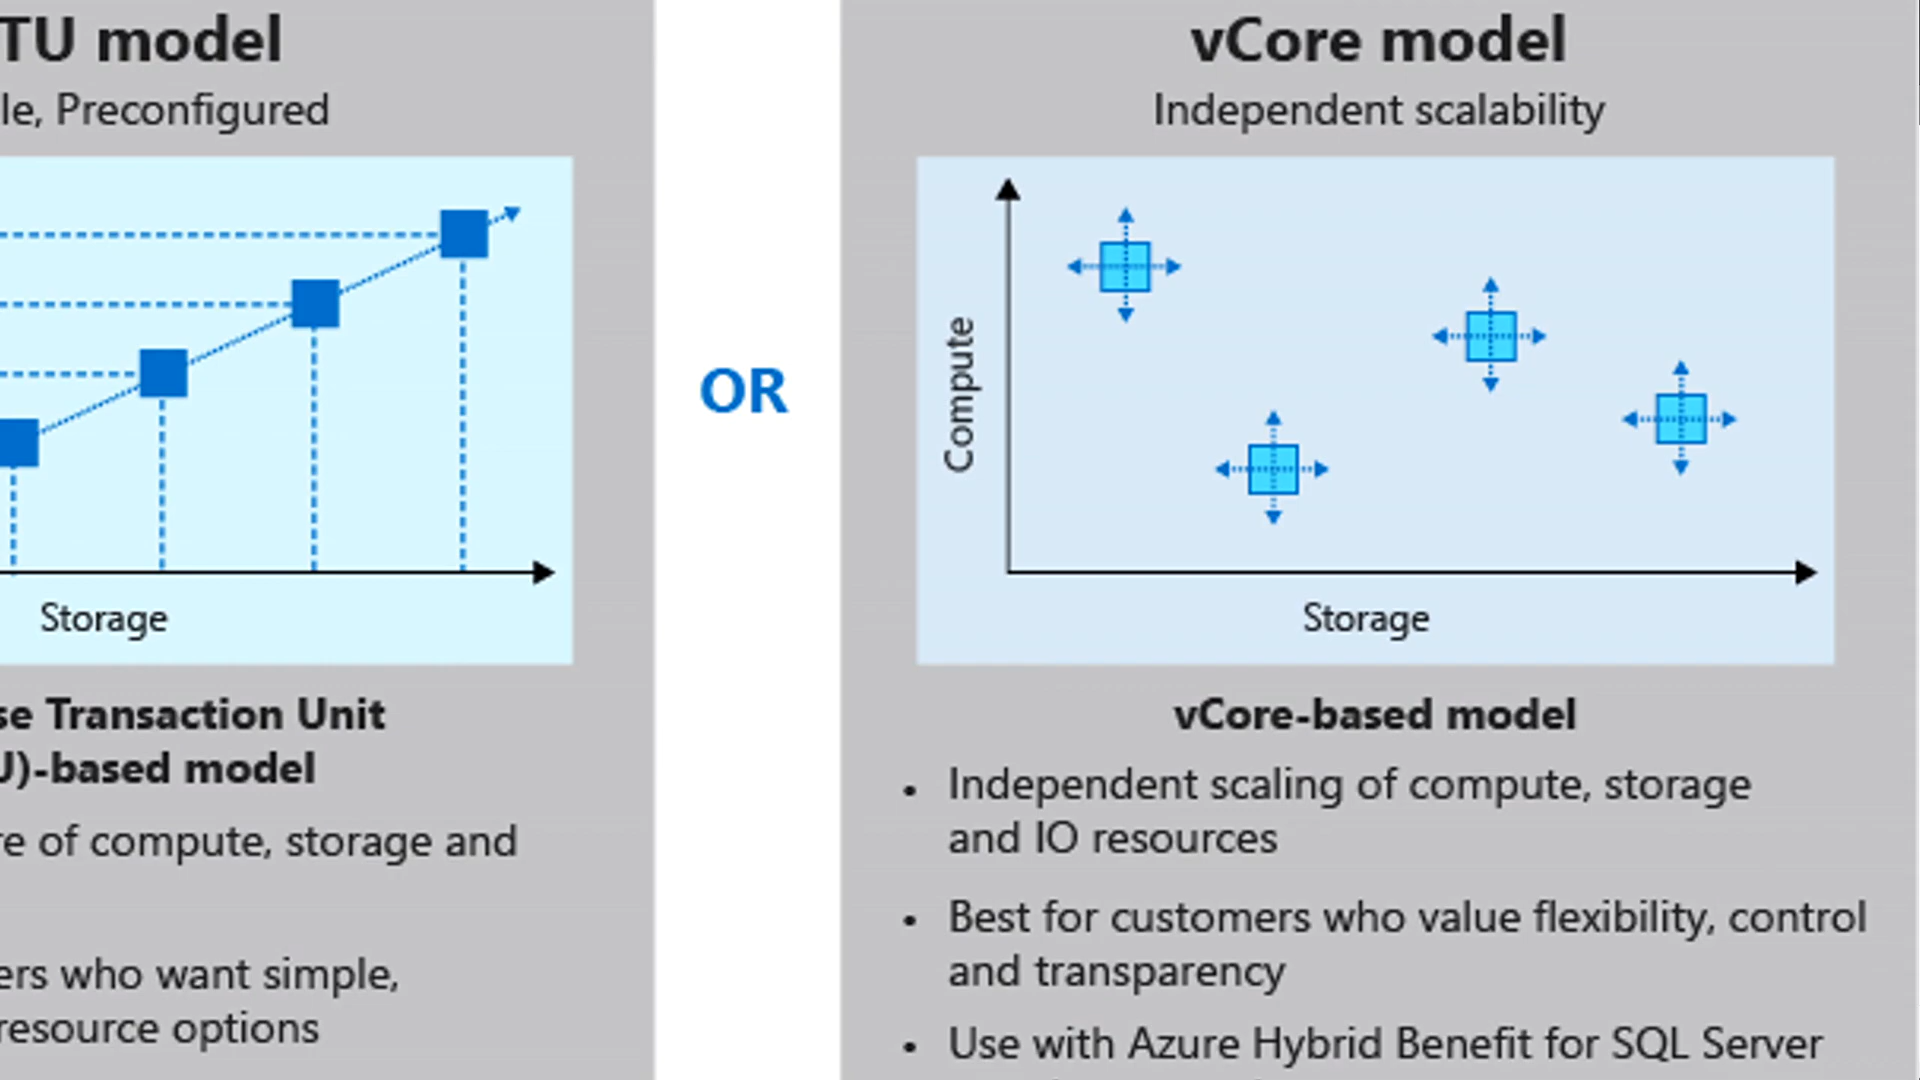 TU model
le, Preconfigured
Storage
se Transaction Unit
U)-based model
re of compute, storage and
ers who want simple,
resource options
OR
vCore model
Independent scalability
Compute
Storage
vCore-based model
• Independent scaling of compute, storage
and IO resources
• Best for customers who value flexibility, control
and transparency
• Use with Azure Hybrid Benefit for SQL Server